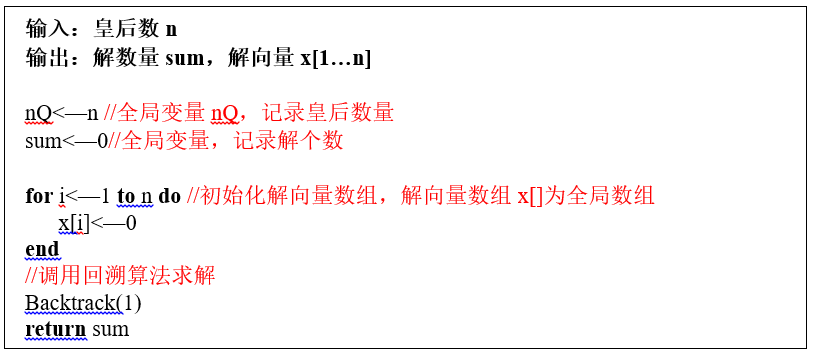 输入：皇后数 n
输出：解数量 sum，解向量 x[1…n]
nQ<—n //全局变量 nQ，记录皇后数量
sum<—0//全局变量，记录解个数
for i<—1 to n do //初始化解向量数组，解向量数组 x[]为全局数组
x[i]<—0
end
//调用回溯算法求解
Backtrack(1)
return sum